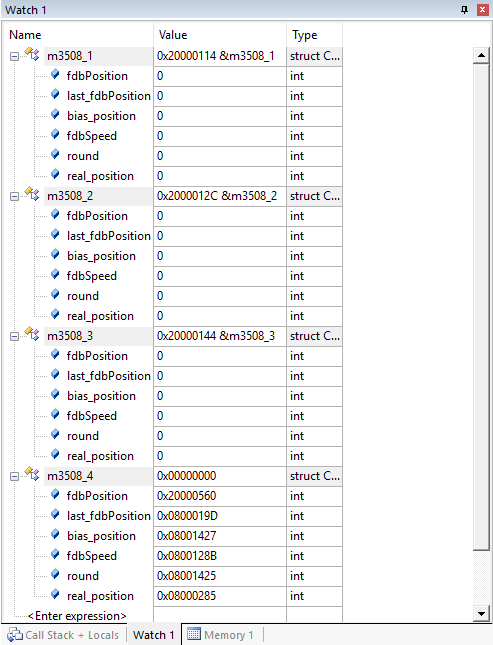 Watch 1
Name Value Type
m3508_1 0x20000114 &m3508_1 struct C...
fdbPosition 0 int
last_fdbPosition 0 int
bias_position 0 int
fdbSpeed 0 int
round 0 int
real_position 0 int
m3508_2 0x2000012C &m3508_2 struct C...
fdbPosition 0 int
last_fdbPosition 0 int
bias_position 0 int
fdbSpeed 0 int
round 0 int
real_position 0 int
m3508_3 0x20000144 &m3508_3 struct C...
fdbPosition 0 int
last_fdbPosition 0 int
bias_position 0 int
fdbSpeed 0 int
round 0 int
real_position 0 int
m3508_4 0x00000000 struct C...
fdbPosition 0x20000560 int
last_fdbPosition 0x0800019D int
bias_position 0x08001427 int
fdbSpeed 0x0800128B int
round 0x08001425 int
real_position 0x08000285 int
<Enter expression>
Call Stack + Locals Watch 1 Memory 1